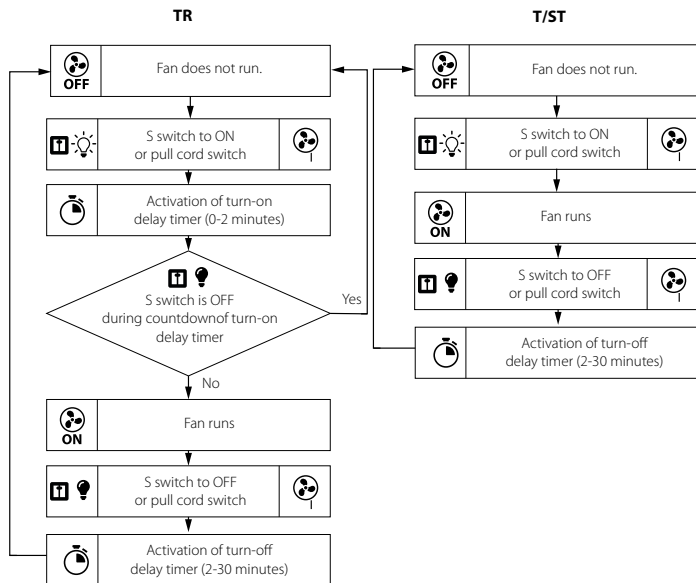 TR
OFF
Fan does not run.
S switch to ON
or pull cord switch
Activation of turn-on
delay timer (0-2 minutes)
S switch is OFF
during countdownof turn-on
delay timer
Yes
No
ON
Fan runs
S switch to OFF
or pull cord switch
Activation of turn-off
delay timer (2-30 minutes)
T/ST
OFF
Fan does not run.
S switch to ON
or pull cord switch
ON
Fan runs
S switch to OFF
or pull cord switch
Activation of turn-off
delay timer (2-30 minutes)